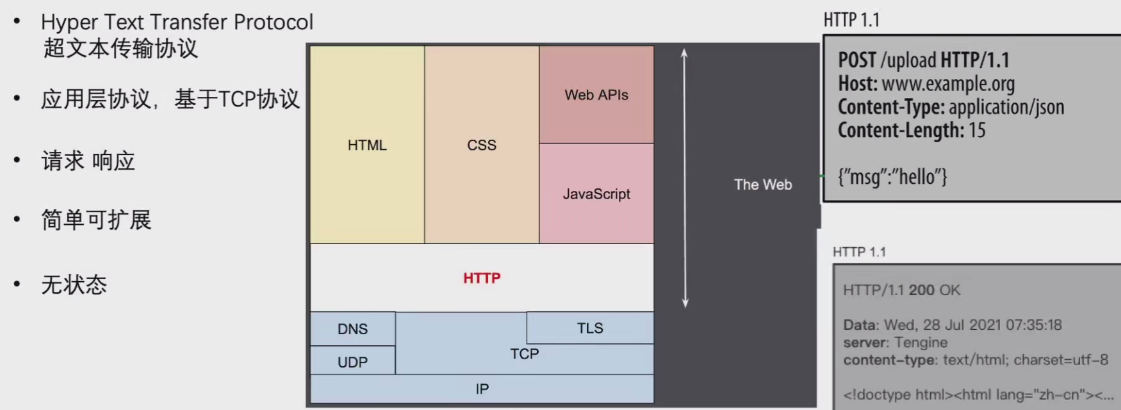 • Hyper Text Transfer Protocol
超文本传输协议
• 应用层协议，基于TCP协议
• 请求 响应
• 简单可扩展
• 无状态
HTML
CSS
Web APIs
JavaScript
The Web
HTTP
DNS
TLS
UDP
TCP
IP
HTTP 1.1
POST /upload HTTP/1.1
Host: www.example.org
Content-Type: application/json
Content-Length: 15
{"msg":"hello"}
HTTP 1.1
HTTP/1.1 200 OK
Data: Wed, 28 Jul 2021 07:35:18
server: Tengine
content-type: text/html; charset=utf-8
<!doctype html><html lang="zh-cn"><...